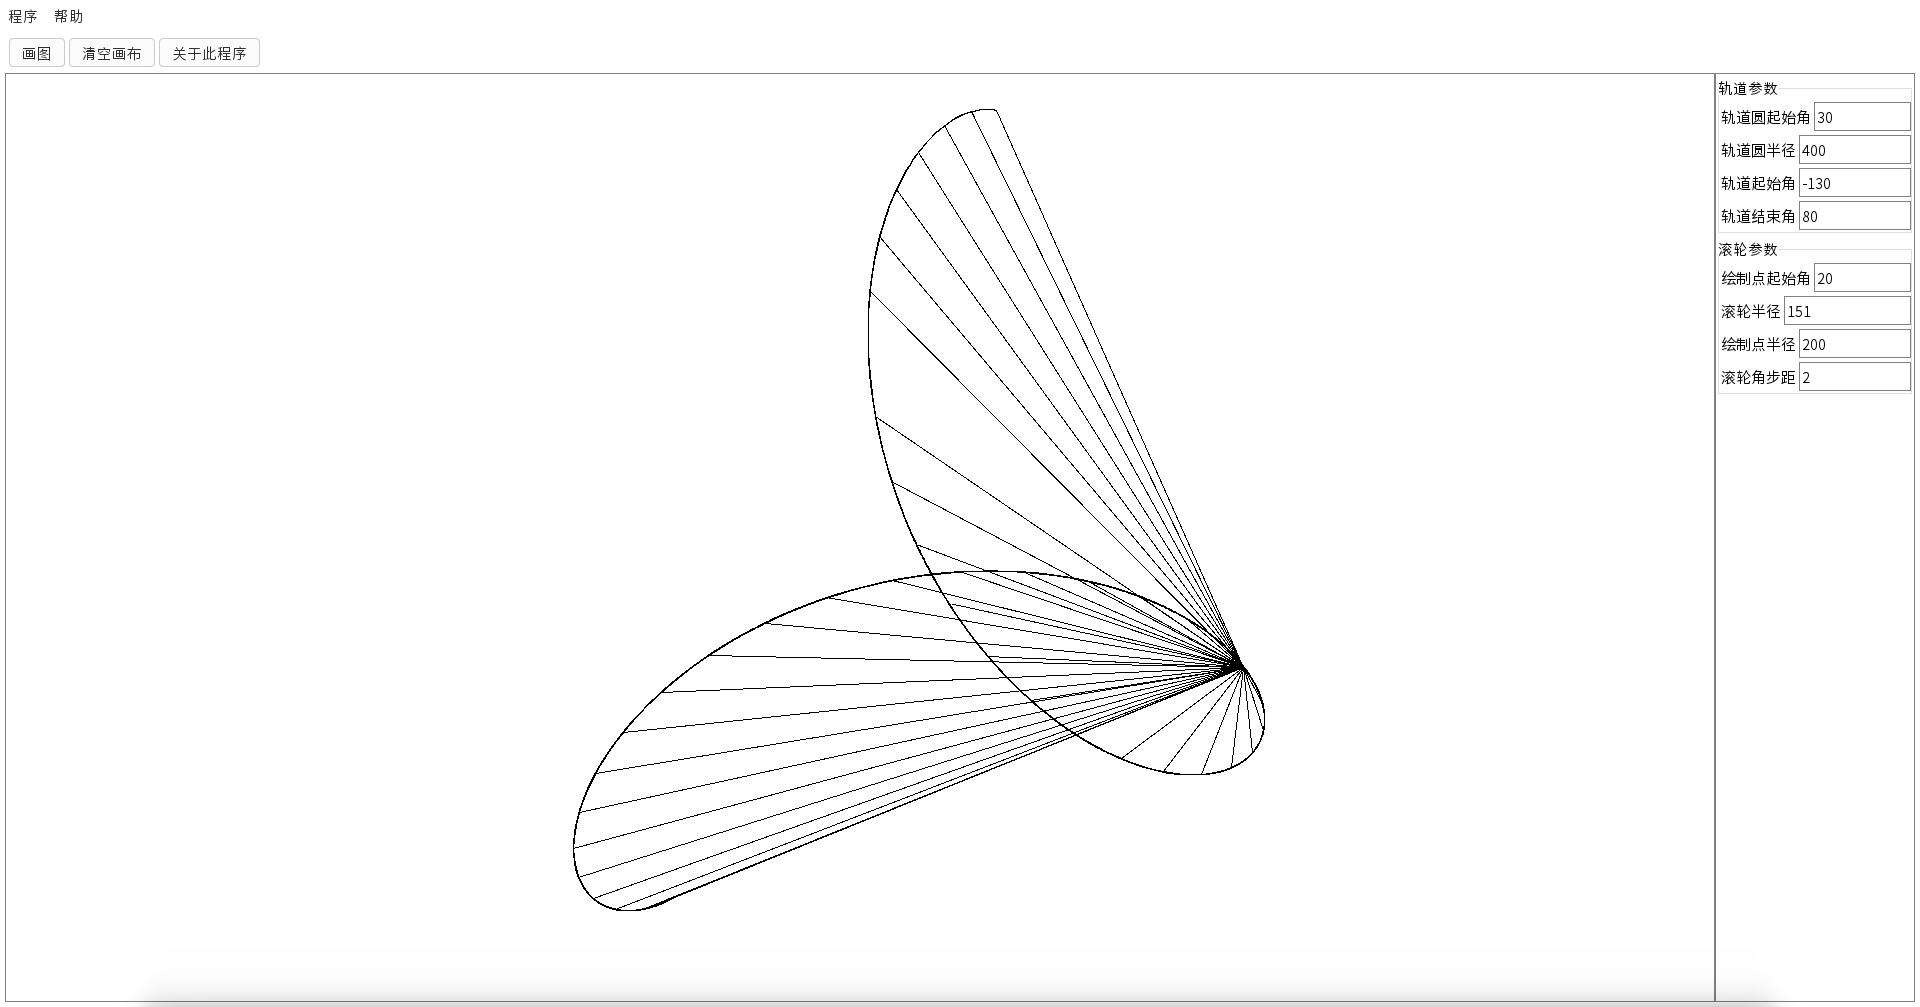 程序 帮助
画图 清空画布 关于此程序
轨道参数
轨道圆起始角 30
轨道圆半径 400
轨道起始角 -130
轨道结束角 80
滚轮参数
绘制点起始角 20
滚轮半径 151
绘制点半径 200
滚轮角步距 2